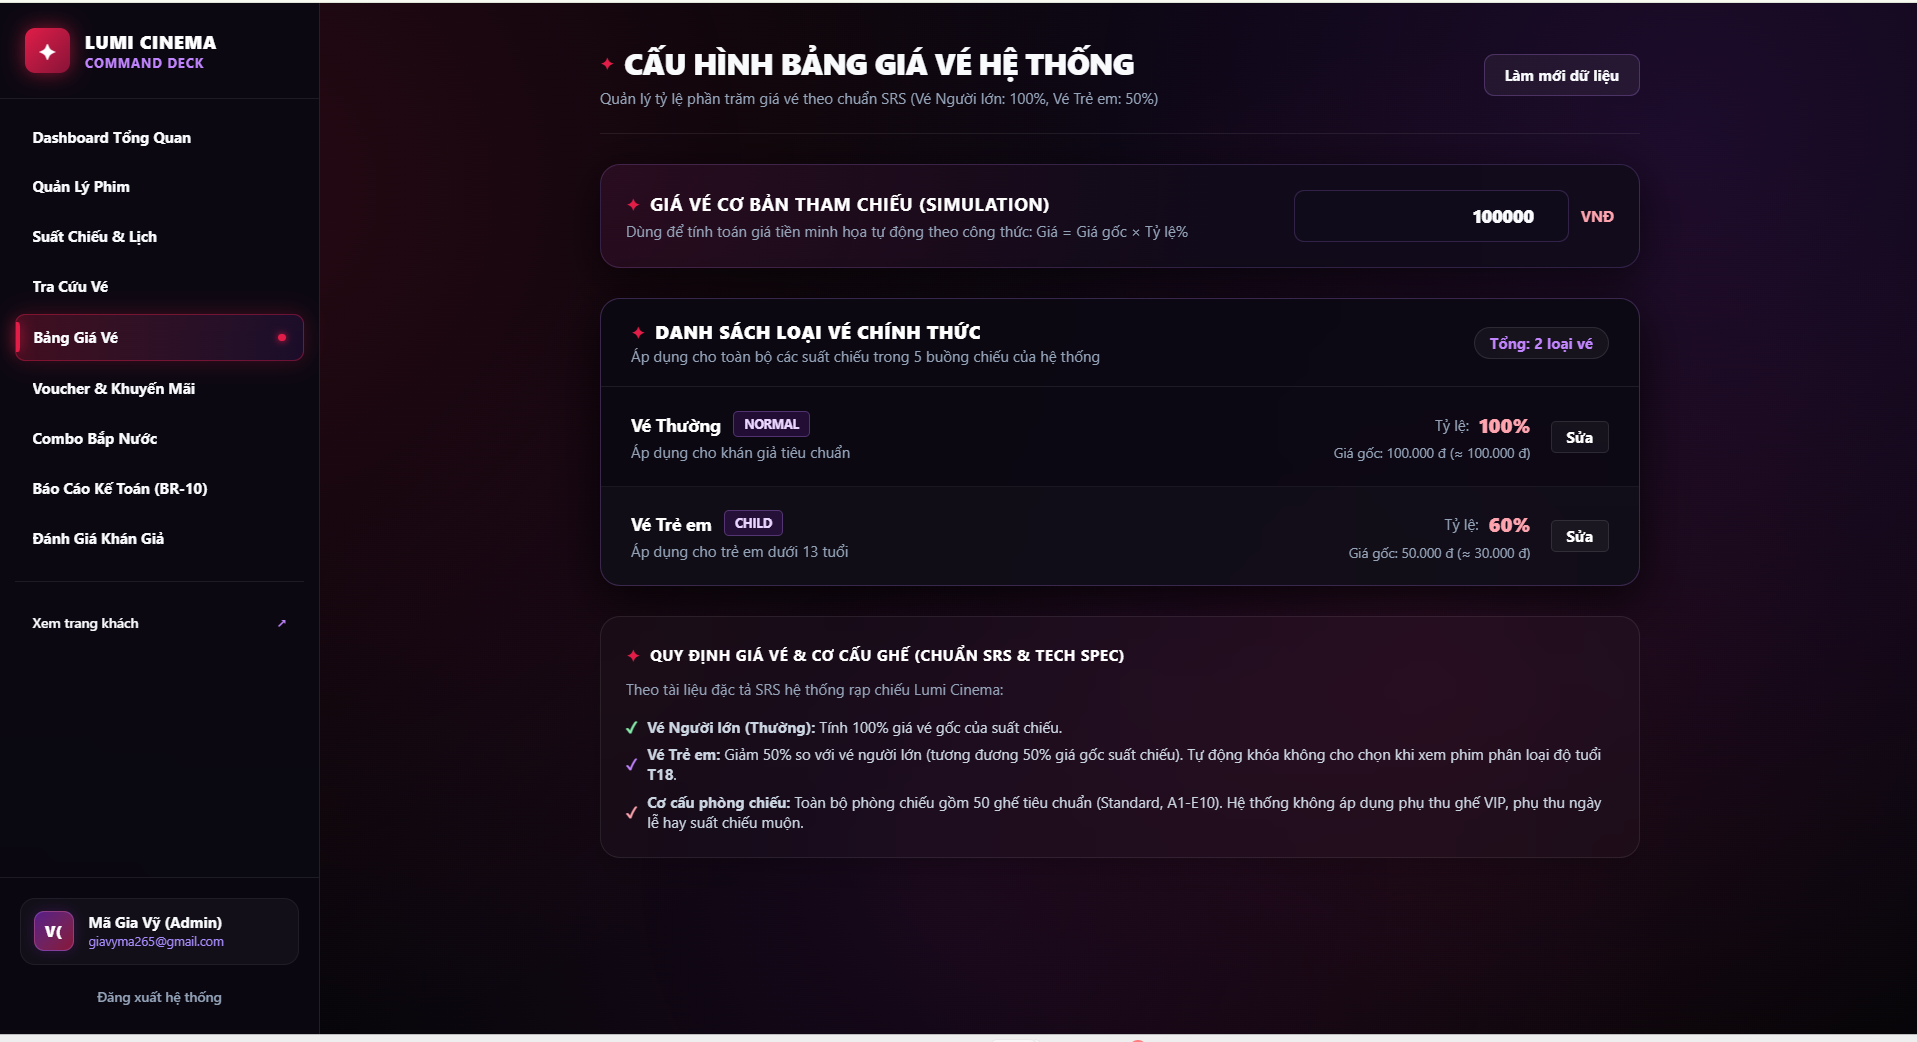 LUMI CINEMA
COMMAND DECK
Dashboard Tổng Quan
Quản Lý Phim
Suất Chiếu & Lịch
Tra Cứu Vé
Bảng Giá Vé
Voucher & Khuyến Mãi
Combo Bắp Nước
Báo Cáo Kế Toán (BR-10)
Đánh Giá Khán Giả
Xem trang khách
V(
Mã Gia Vỹ (Admin)
giavyma265@gmail.com
Đăng xuất hệ thống
CẤU HÌNH BẢNG GIÁ VÉ HỆ THỐNG
Quản lý tỷ lệ phần trăm giá vé theo chuẩn SRS (Vé Người lớn: 100%, Vé Trẻ em: 50%)
Làm mới dữ liệu
GIÁ VÉ CƠ BẢN THAM CHIẾU (SIMULATION)
Dùng để tính toán giá tiền minh họa tự động theo công thức: Giá = Giá gốc × Tỷ lệ%
100000 VNĐ
DANH SÁCH LOẠI VÉ CHÍNH THỨC
Áp dụng cho toàn bộ các suất chiếu trong 5 buồng chiếu của hệ thống
Tổng: 2 loại vé
Vé Thường NORMAL
Áp dụng cho khán giả tiêu chuẩn
Tỷ lệ: 100%
Giá gốc: 100.000 đ (≈ 100.000 đ)
Sửa
Vé Trẻ em CHILD
Áp dụng cho trẻ em dưới 13 tuổi
Tỷ lệ: 60%
Giá gốc: 50.000 đ (≈ 30.000 đ)
Sửa
QUY ĐỊNH GIÁ VÉ & CƠ CẤU GHẾ (CHUẨN SRS & TECH SPEC)
Theo tài liệu đặc tả SRS hệ thống rạp chiếu Lumi Cinema:
Vé Người lớn (Thường): Tính 100% giá vé gốc của suất chiếu.
Vé Trẻ em: Giảm 50% so với vé người lớn (tương đương 50% giá gốc suất chiếu). Tự động khóa không cho chọn khi xem phim phân loại độ tuổi
T18.
Cơ cấu phòng chiếu: Toàn bộ phòng chiếu gồm 50 ghế tiêu chuẩn (Standard, A1-E10). Hệ thống không áp dụng phụ thu ghế VIP, phụ thu ngày
lễ hay suất chiếu muộn.